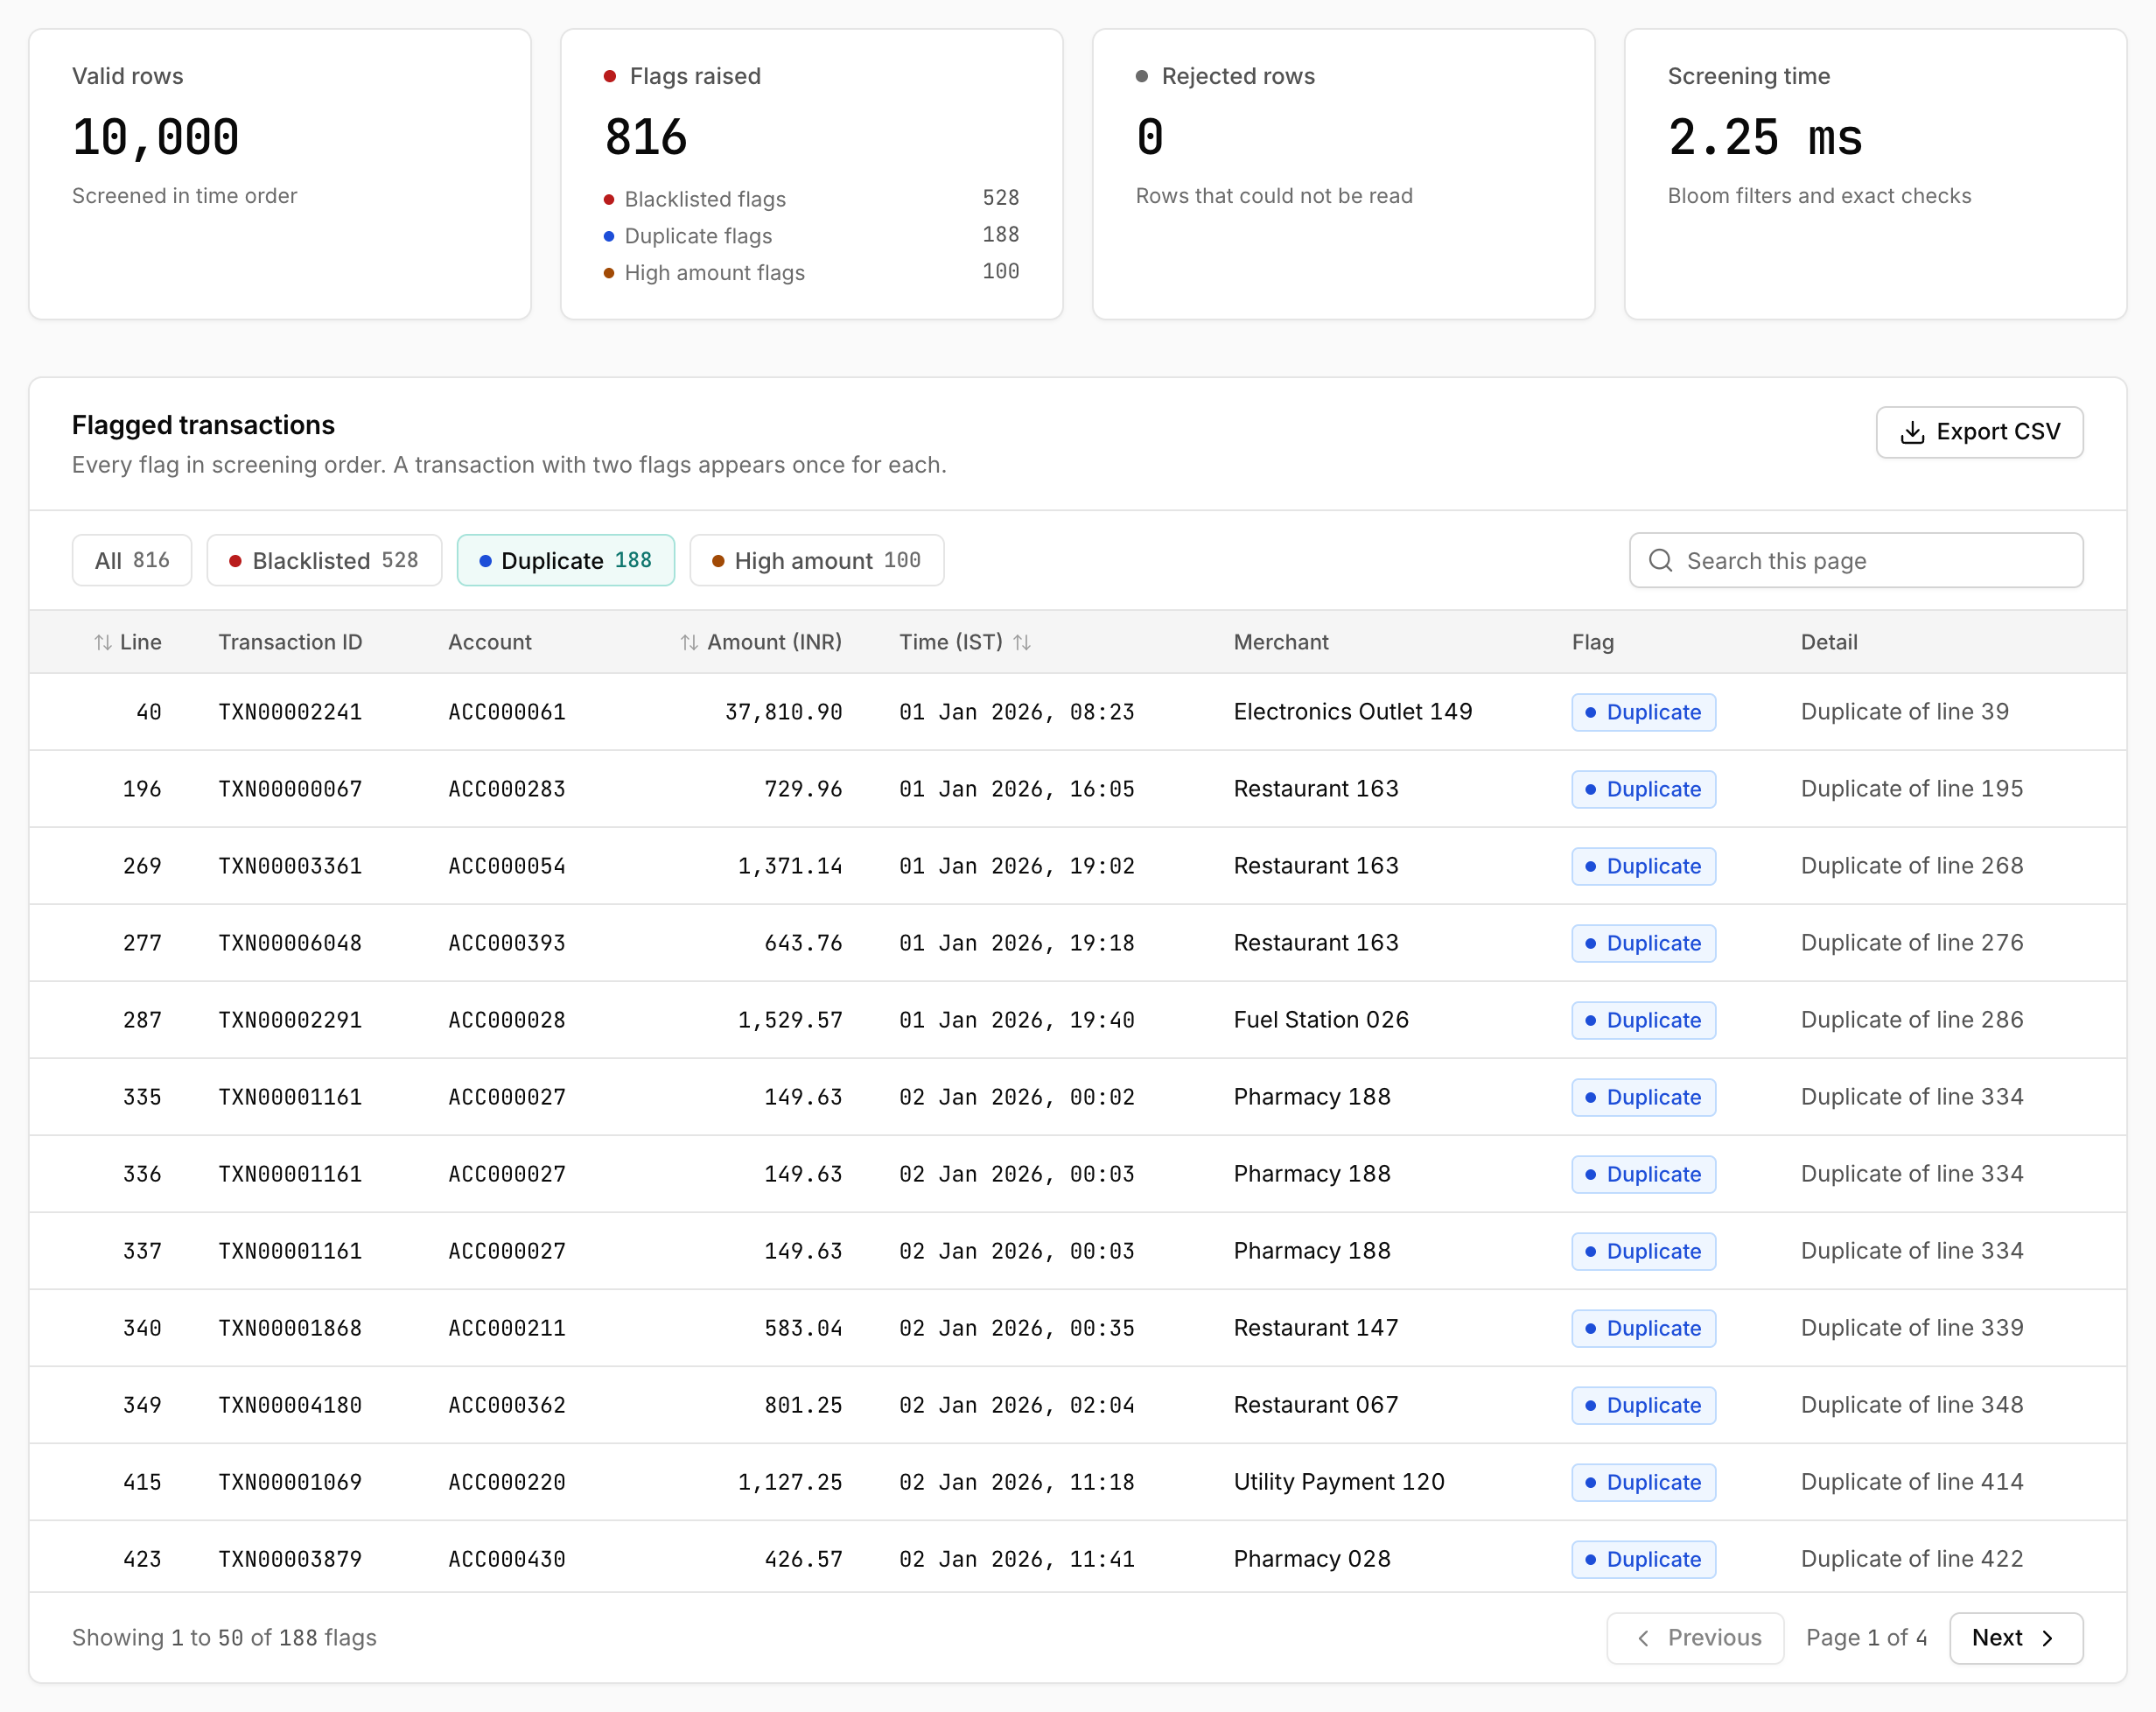 Valid rows
10,000
Screened in time order
Flags raised
816
Blacklisted flags 528
Duplicate flags 188
High amount flags 100
Rejected rows
0
Rows that could not be read
Screening time
2.25 ms
Bloom filters and exact checks
Flagged transactions
Every flag in screening order. A transaction with two flags appears once for each.
Export CSV
All 816 Blacklisted 528 Duplicate 188 High amount 100 Search this page
Line Transaction ID Account Amount (INR) Time (IST) Merchant Flag Detail
40 TXN00002241 ACC000061 37,810.90 01 Jan 2026, 08:23 Electronics Outlet 149 Duplicate Duplicate of line 39
196 TXN00000067 ACC000283 729.96 01 Jan 2026, 16:05 Restaurant 163 Duplicate Duplicate of line 195
269 TXN00003361 ACC000054 1,371.14 01 Jan 2026, 19:02 Restaurant 163 Duplicate Duplicate of line 268
277 TXN00006048 ACC000393 643.76 01 Jan 2026, 19:18 Restaurant 163 Duplicate Duplicate of line 276
287 TXN00002291 ACC000028 1,529.57 01 Jan 2026, 19:40 Fuel Station 026 Duplicate Duplicate of line 286
335 TXN00001161 ACC000027 149.63 02 Jan 2026, 00:02 Pharmacy 188 Duplicate Duplicate of line 334
336 TXN00001161 ACC000027 149.63 02 Jan 2026, 00:03 Pharmacy 188 Duplicate Duplicate of line 334
337 TXN00001161 ACC000027 149.63 02 Jan 2026, 00:03 Pharmacy 188 Duplicate Duplicate of line 334
340 TXN00001868 ACC000211 583.04 02 Jan 2026, 00:35 Restaurant 147 Duplicate Duplicate of line 339
349 TXN00004180 ACC000362 801.25 02 Jan 2026, 02:04 Restaurant 067 Duplicate Duplicate of line 348
415 TXN00001069 ACC000220 1,127.25 02 Jan 2026, 11:18 Utility Payment 120 Duplicate Duplicate of line 414
423 TXN00003879 ACC000430 426.57 02 Jan 2026, 11:41 Pharmacy 028 Duplicate Duplicate of line 422
Showing 1 to 50 of 188 flags Previous Page 1 of 4 Next